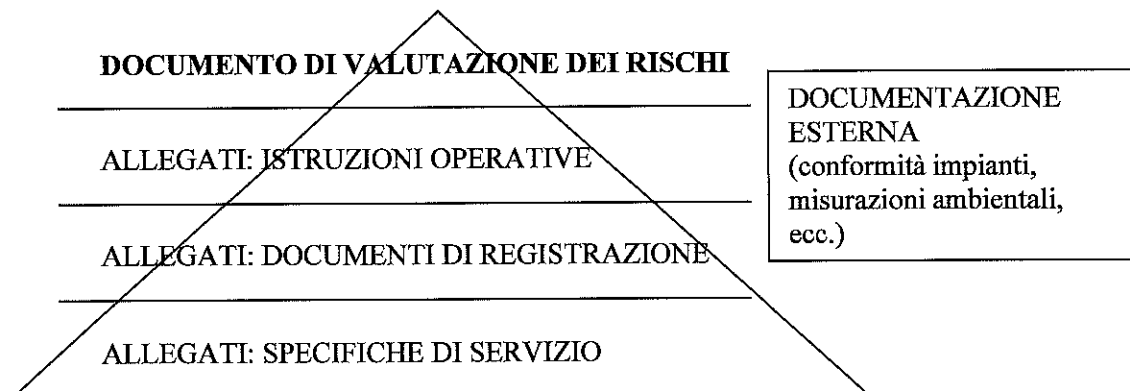 DOCUMENTO DI VALUTAZIONE DEI RISCHI
ALLEGATI: ISTRUZIONI OPERATIVE
ALLEGATI: DOCUMENTI DI REGISTRAZIONE
ALLEGATI: SPECIFICHE DI SERVIZIO
DOCUMENTAZIONE
ESTERNA
(conformità impianti,
misurazioni ambientali,
ecc.)